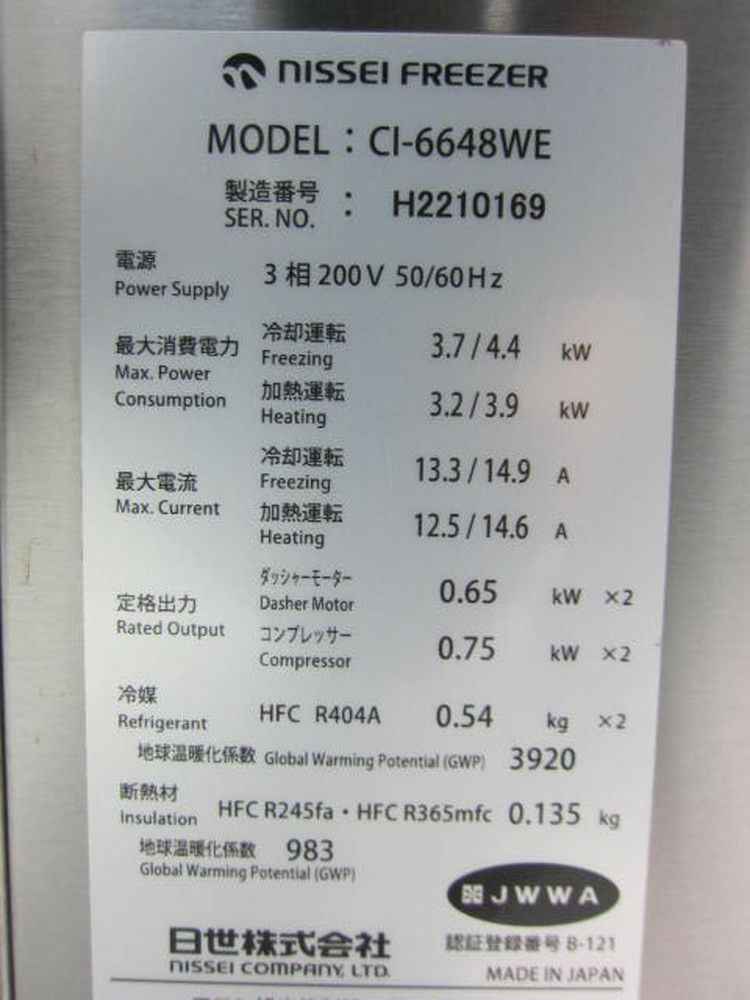 NISSEI FREEZER
MODEL : CI-6648WE
製造番号
SER. NO. : H2210169
電源
Power Supply 3相 200V 50/60Hz
最大消費電力
Max. Power
Consumption
冷却運転
Freezing 3.7 / 4.4 kW
加熱運転
Heating 3.2 / 3.9 kW
最大電流
Max. Current
冷却運転
Freezing 13.3 / 14.9 A
加熱運転
Heating 12.5 / 14.6 A
定格出力
Rated Output
ダッシャーモーター
Dasher Motor 0.65 kW ×2
コンプレッサー
Compressor 0.75 kW ×2
冷媒
Refrigerant HFC R404A 0.54 kg ×2
地球温暖化係数 Global Warming Potential (GWP) 3920
断熱材
Insulation HFC R245fa・HFC R365mfc 0.135 kg
地球温暖化係数 983
Global Warming Potential (GWP)
JWWA
日世株式会社
NISSEI COMPANY, LTD.
認証登録番号 B-121
MADE IN JAPAN